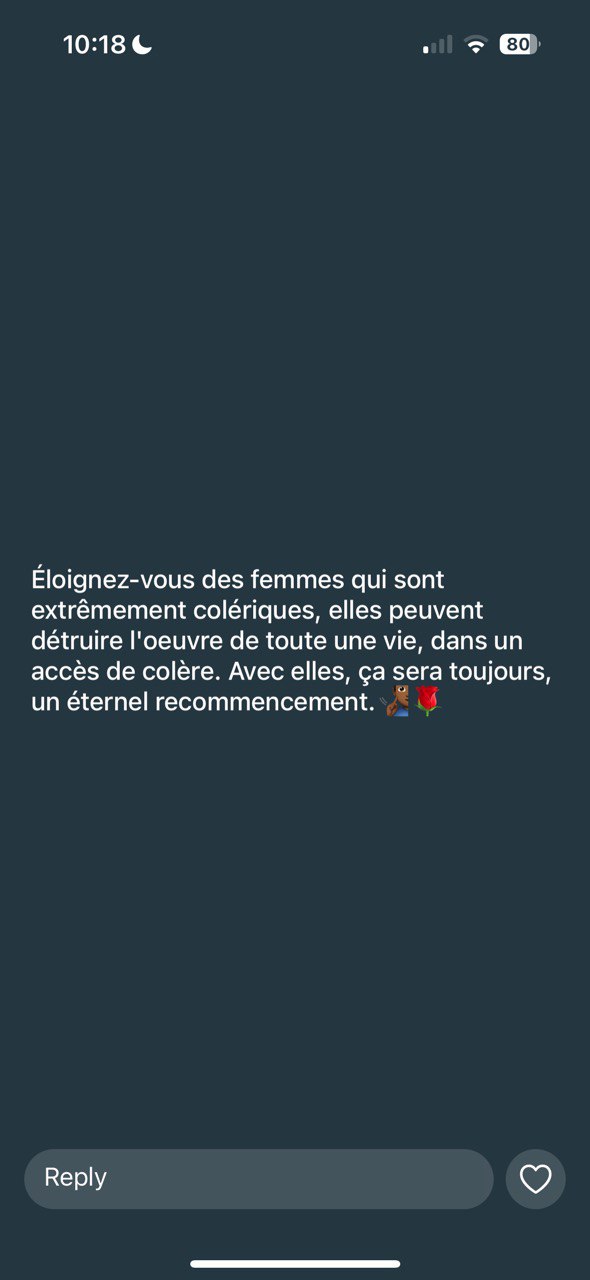 10:18
80
Éloignez-vous des femmes qui sont
extrêmement colériques, elles peuvent
détruire l'oeuvre de toute une vie, dans un
accès de colère. Avec elles, ça sera toujours,
un éternel recommencement. 🧏🏾‍♂️🌹
Reply